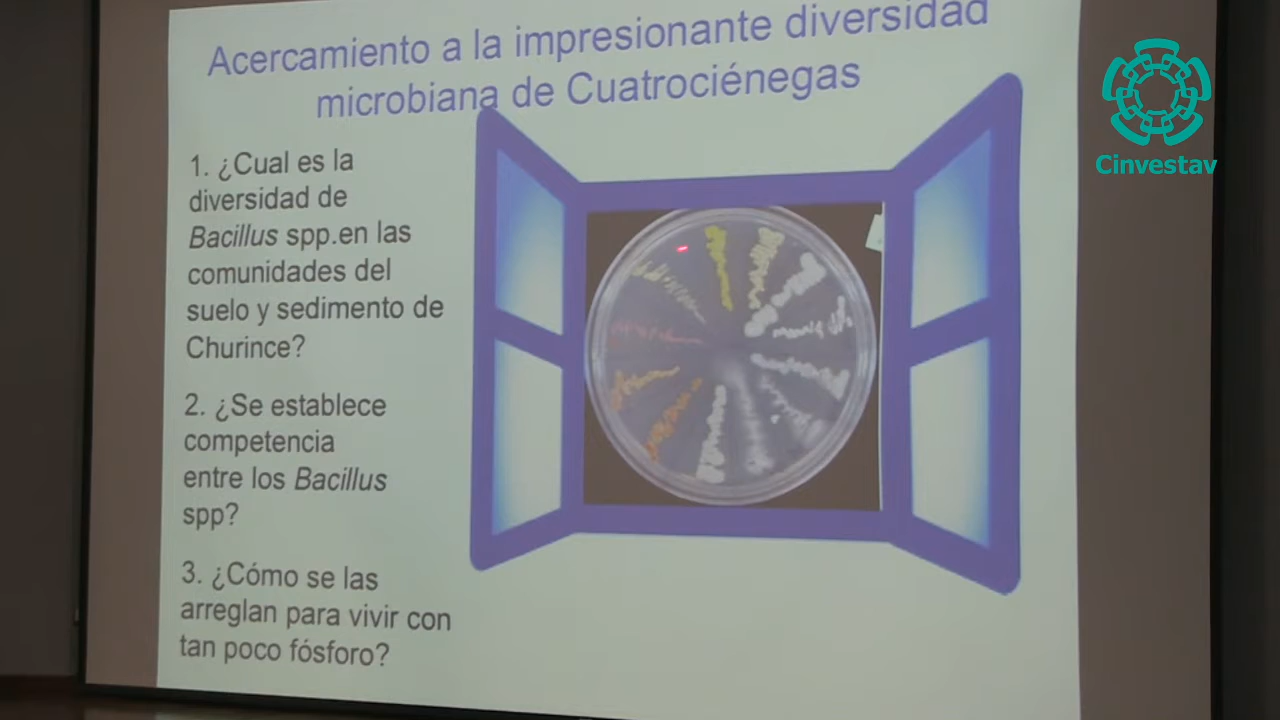 Acercamiento a la impresionante diversidad
microbiana de Cuatrociénegas
1. ¿Cual es la
diversidad de
Bacillus spp.en las
comunidades del
suelo y sedimento de
Churince?
2. ¿Se establece
competencia
entre los Bacillus
spp?
3. ¿Cómo se las
arreglan para vivir con
tan poco fósforo?
Cinvestav